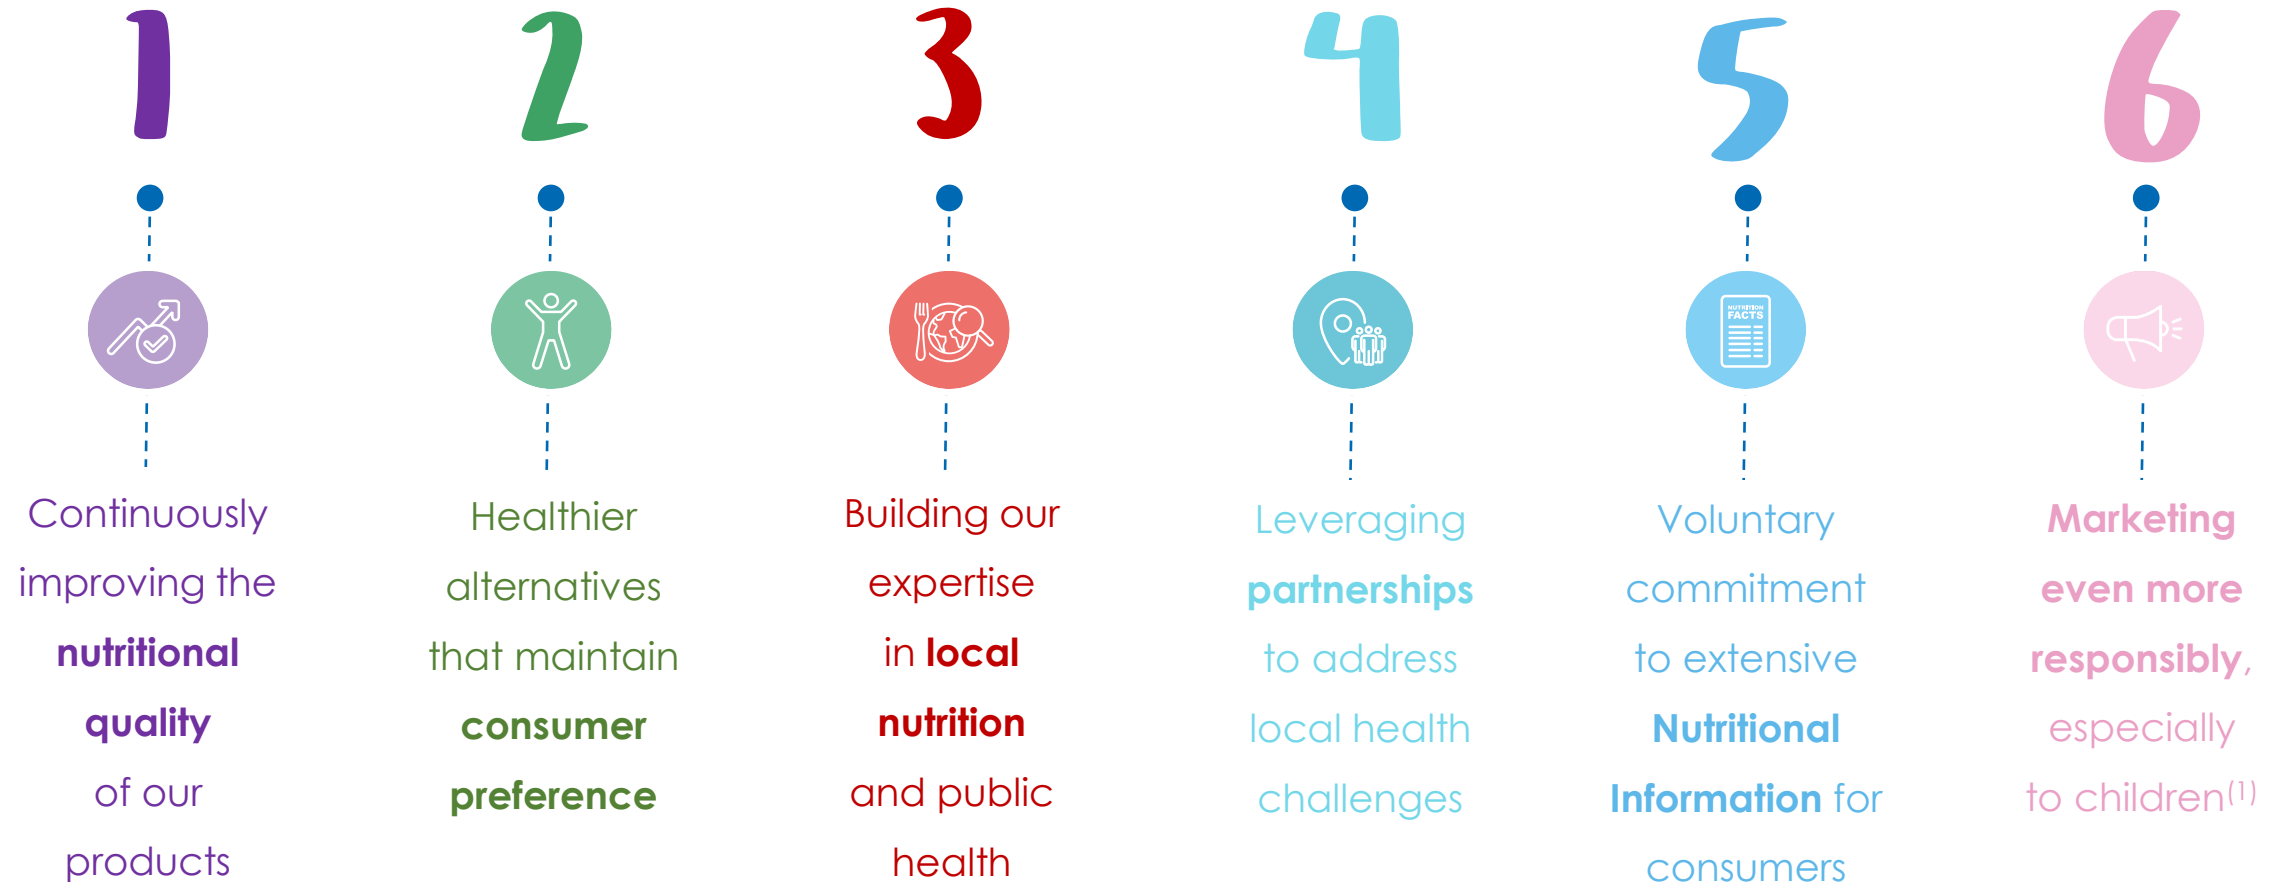 1
2
3
4
5
6
NUTRITION
FACTS
Continuously
improving the
nutritional
quality
of our
products
Healthier
alternatives
that maintain
consumer
preference
Building our
expertise
in local
nutrition
and public
health
Leveraging
partnerships
to address
local health
challenges
Voluntary
commitment
to extensive
Nutritional
Information for
consumers
Marketing
even more
responsibly,
especially
to children(1)